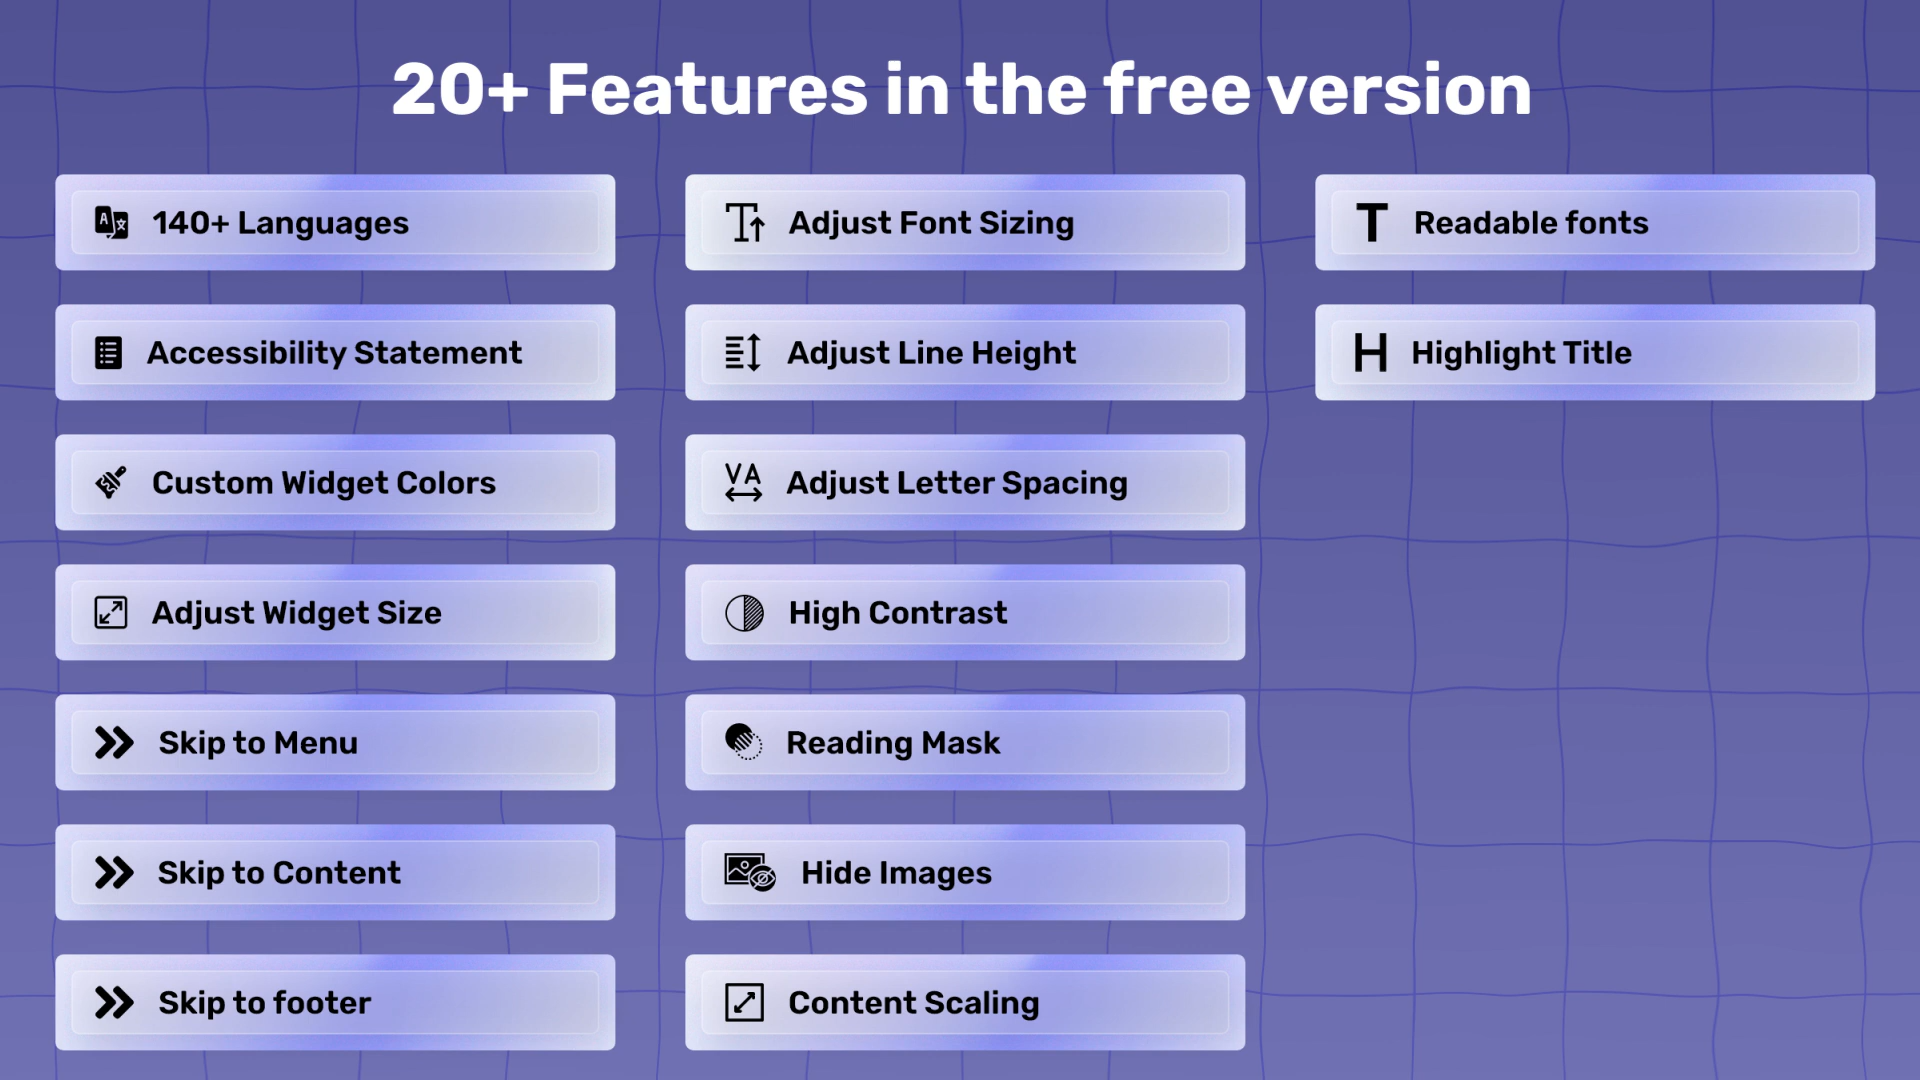 20+ Features in the free version
140+ Languages
Accessibility Statement
Custom Widget Colors
Adjust Widget Size
Skip to Menu
Skip to Content
Skip to footer
Adjust Font Sizing
Adjust Line Height
Adjust Letter Spacing
High Contrast
Reading Mask
Hide Images
Content Scaling
Readable fonts
Highlight Title